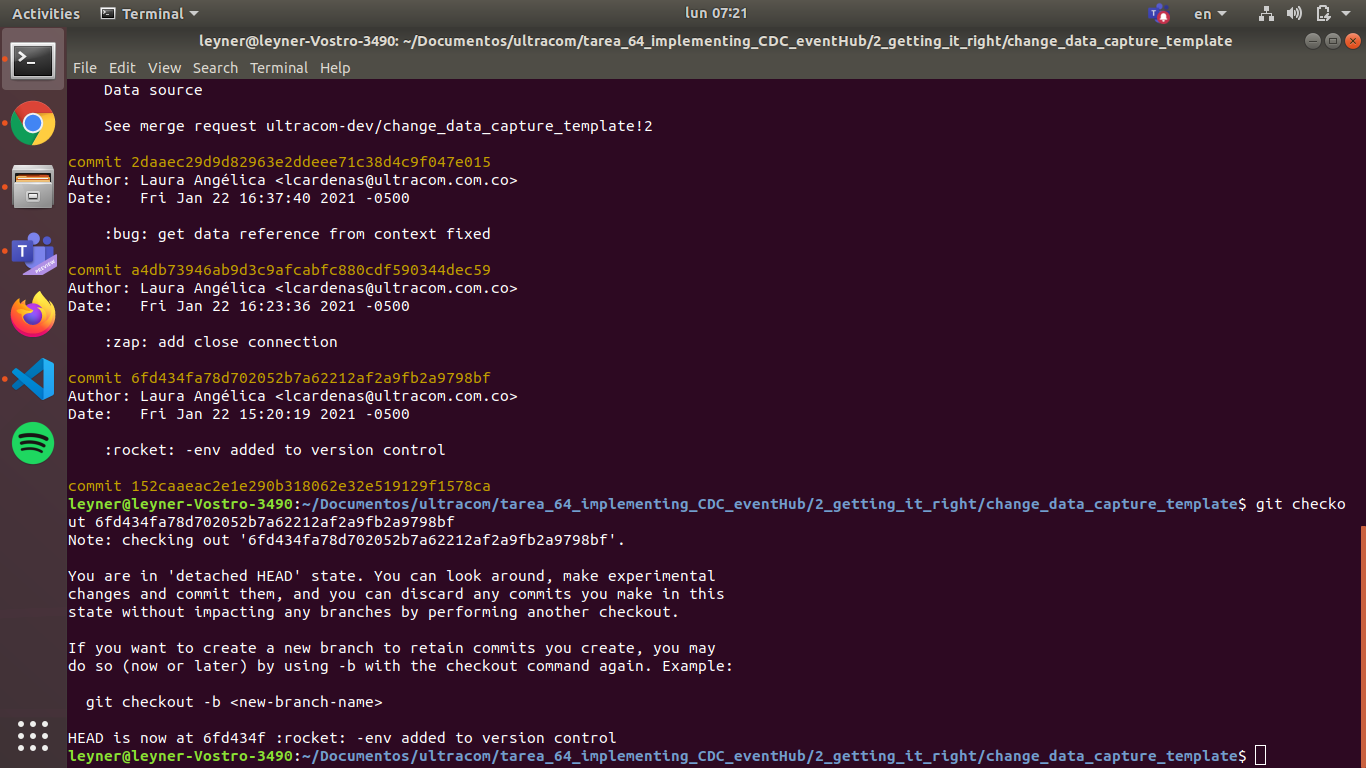 Activities
Terminal
lun 07:21
en
leyner@leyner-Vostro-3490: ~/Documentos/ultracom/tarea_64_implementing_CDC_eventHub/2_getting_it_right/change_data_capture_template
File Edit View Search Terminal Help
Data source
See merge request ultracom-dev/change_data_capture_template!2
commit 2daaec29d9d82963e2ddeee71c38d4c9f047e015
Author: Laura Angélica <lcardenas@ultracom.com.co>
Date:   Fri Jan 22 16:37:40 2021 -0500
:bug: get data reference from context fixed
commit a4db73946ab9d3c9afcabfc880cdf590344dec59
Author: Laura Angélica <lcardenas@ultracom.com.co>
Date:   Fri Jan 22 16:23:36 2021 -0500
:zap: add close connection
commit 6fd434fa78d702052b7a62212af2a9fb2a9798bf
Author: Laura Angélica <lcardenas@ultracom.com.co>
Date:   Fri Jan 22 15:20:19 2021 -0500
:rocket: -env added to version control
commit 152caaeac2e1e290b318062e32e519129f1578ca
leyner@leyner-Vostro-3490:~/Documentos/ultracom/tarea_64_implementing_CDC_eventHub/2_getting_it_right/change_data_capture_template$ git checko
ut 6fd434fa78d702052b7a62212af2a9fb2a9798bf
Note: checking out '6fd434fa78d702052b7a62212af2a9fb2a9798bf'.
You are in 'detached HEAD' state. You can look around, make experimental
changes and commit them, and you can discard any commits you make in this
state without impacting any branches by performing another checkout.
If you want to create a new branch to retain commits you create, you may
do so (now or later) by using -b with the checkout command again. Example:
git checkout -b <new-branch-name>
HEAD is now at 6fd434f :rocket: -env added to version control
leyner@leyner-Vostro-3490:~/Documentos/ultracom/tarea_64_implementing_CDC_eventHub/2_getting_it_right/change_data_capture_template$